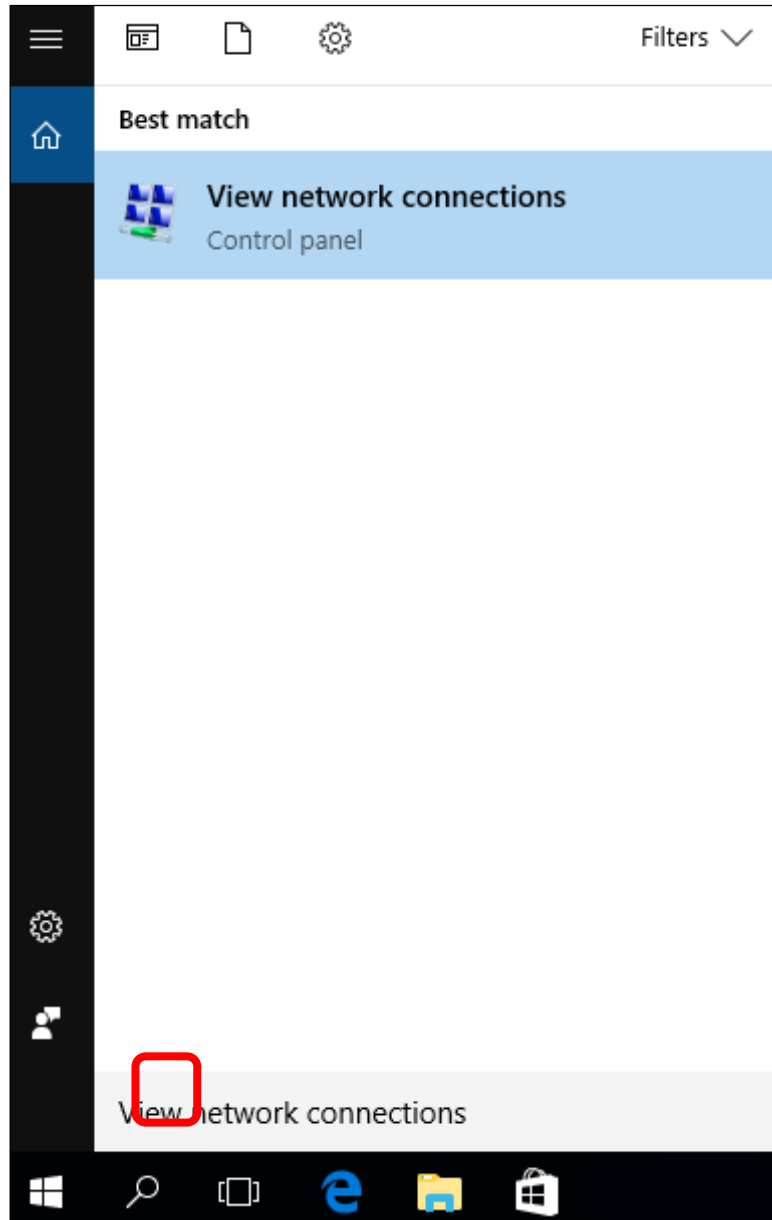 Filters
Best match
View network connections
Control panel
View network connections